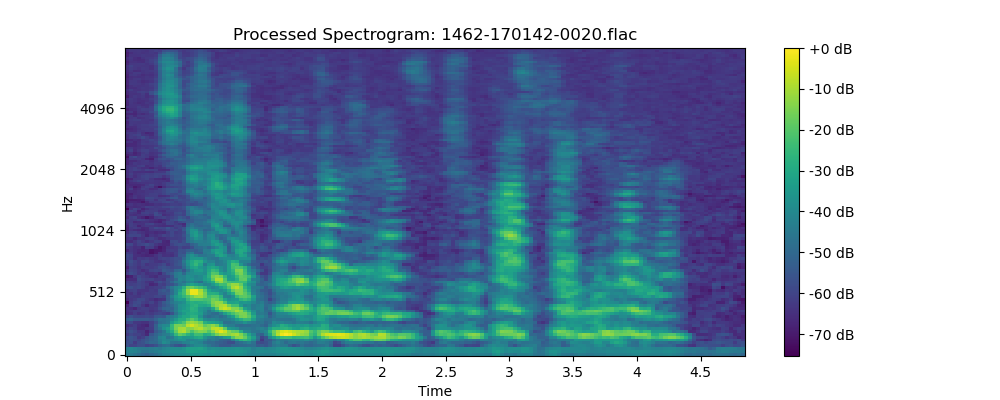 Processed Spectrogram: 1462-170142-0020.flac
Hz
4096
2048
1024
512
0
0 0.5 1 1.5 2 2.5 3 3.5 4 4.5
Time
+0 dB
-10 dB
-20 dB
-30 dB
-40 dB
-50 dB
-60 dB
-70 dB